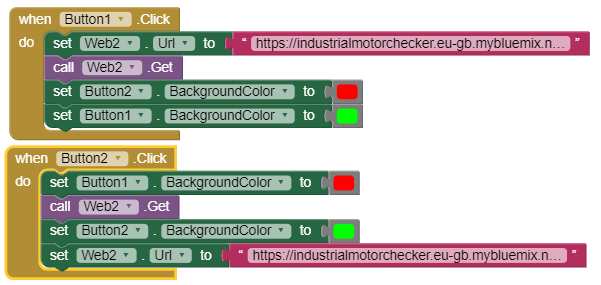 when Button1 .Click
do set Web2 . Url to “ https://industrialmotorchecker.eu-gb.mybluemix.n... ”
call Web2 .Get
set Button2 . BackgroundColor to
set Button1 . BackgroundColor to
when Button2 .Click
do set Button1 . BackgroundColor to
call Web2 .Get
set Button2 . BackgroundColor to
set Web2 . Url to “ https://industrialmotorchecker.eu-gb.mybluemix.n... ”